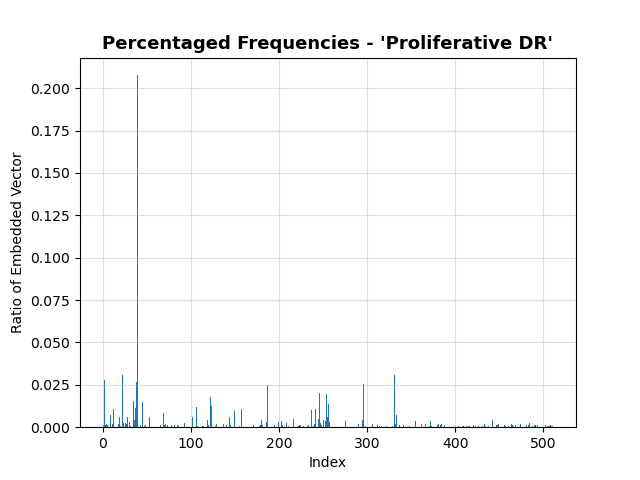 Percentaged Frequencies - 'Proliferative DR'
0.200
0.175
0.150
0.125
0.100
0.075
0.050
0.025
0.000
Ratio of Embedded Vector
0 100 200 300 400 500
Index